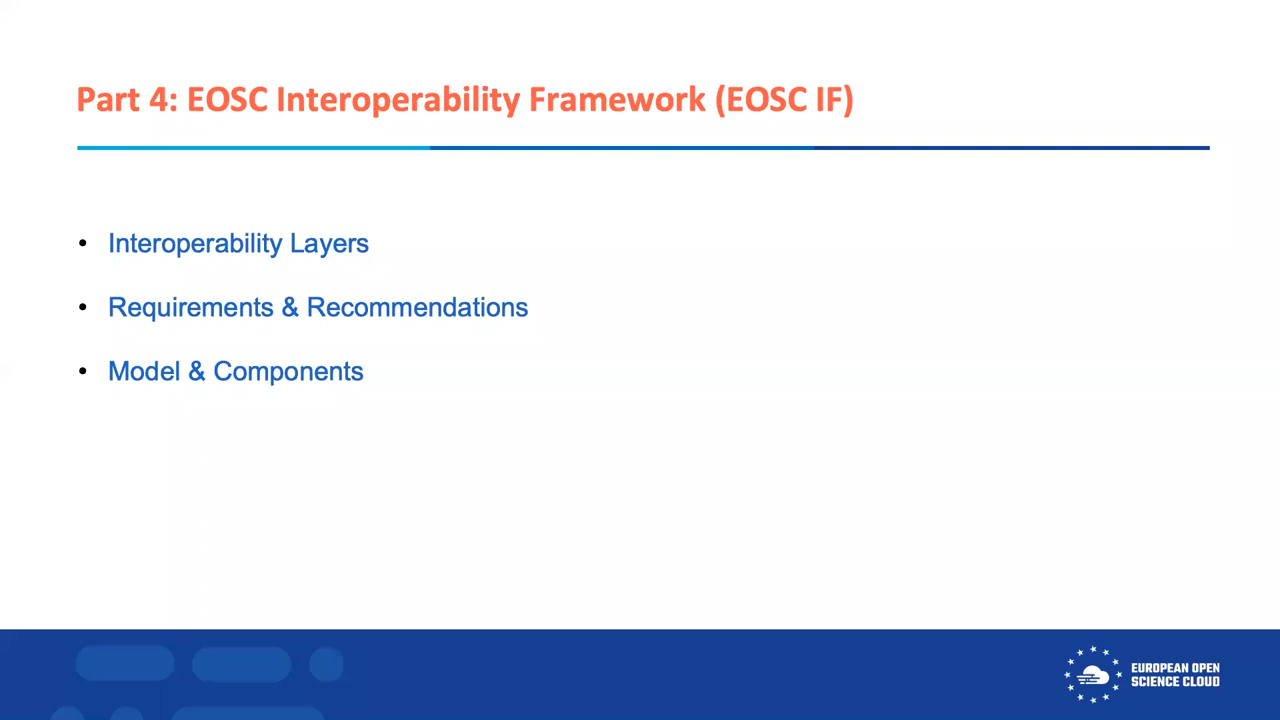 Part 4: EOSC Interoperability Framework (EOSC IF)
• Interoperability Layers
• Requirements & Recommendations
• Model & Components
EUROPEAN OPEN
SCIENCE CLOUD